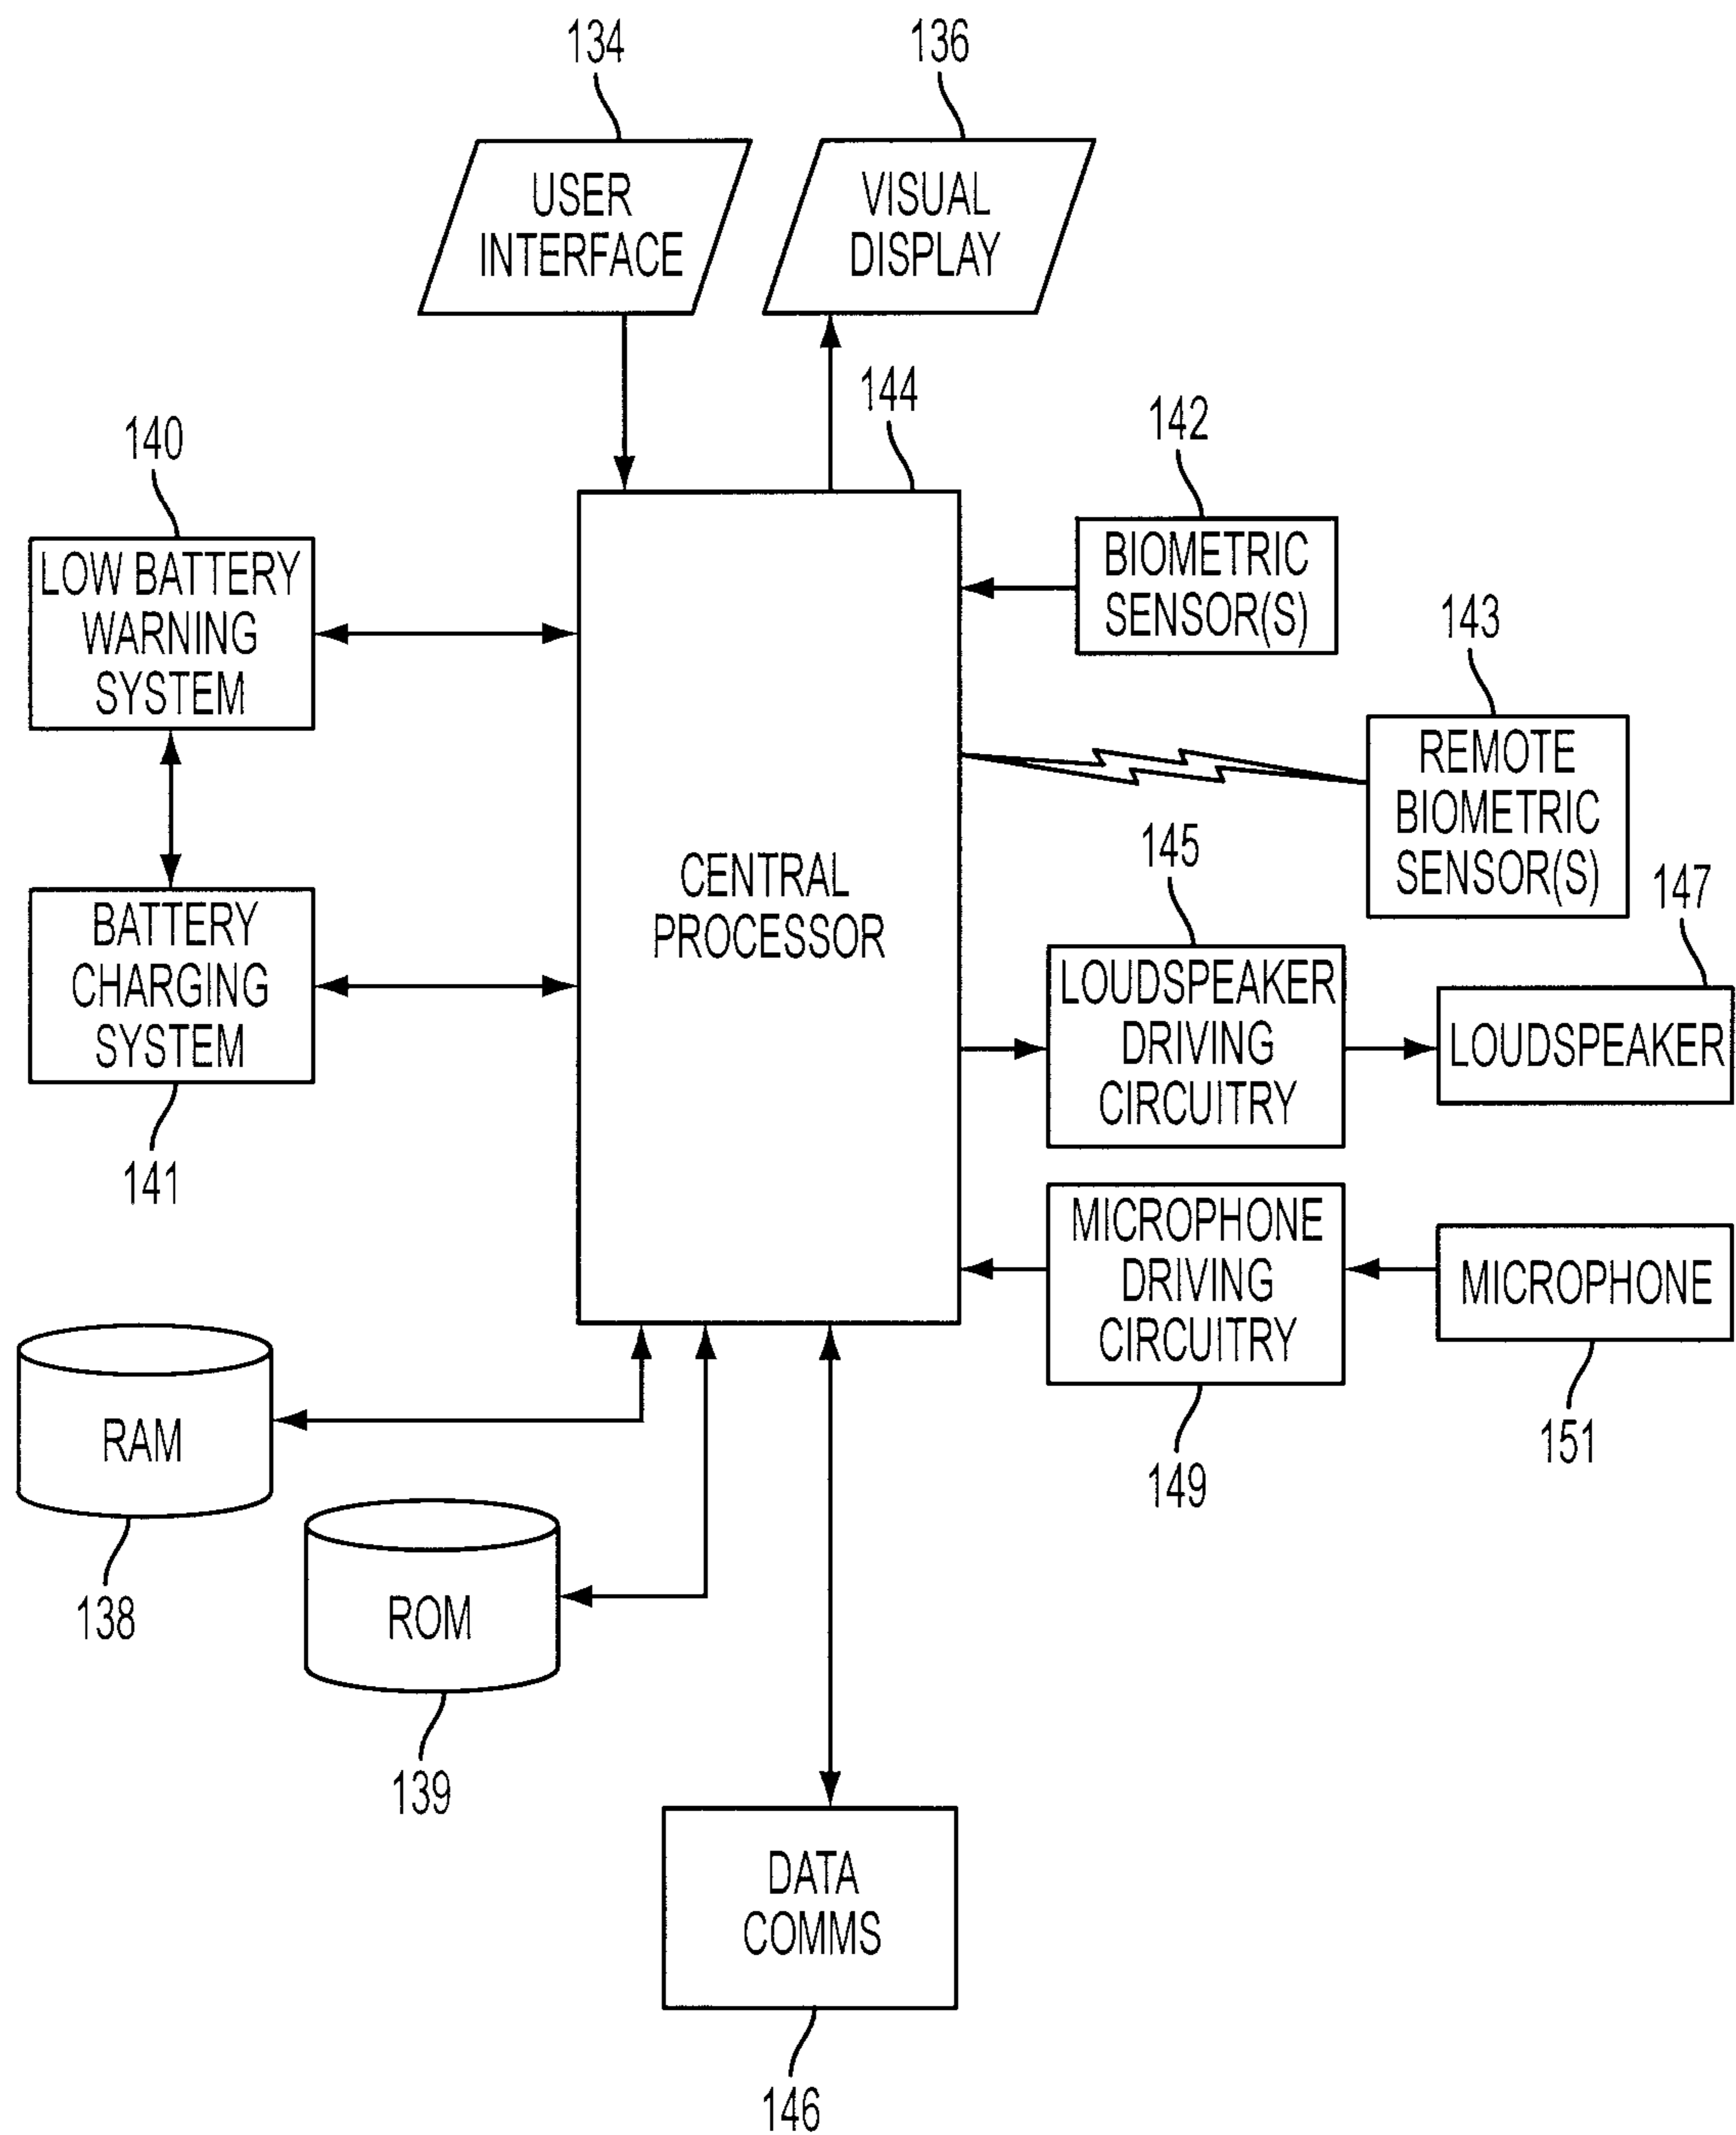 134
136
USER
INTERFACE
VISUAL
DISPLAY
144
142
140
LOW BATTERY
WARNING
SYSTEM
BIOMETRIC
SENSOR(S)
143
REMOTE
BIOMETRIC
SENSOR(S)
CENTRAL
PROCESSOR
145
147
BATTERY
CHARGING
SYSTEM
141
LOUDSPEAKER
DRIVING
CIRCUITRY
LOUDSPEAKER
MICROPHONE
DRIVING
CIRCUITRY
MICROPHONE
149
151
RAM
138
ROM
139
DATA
COMMS
146